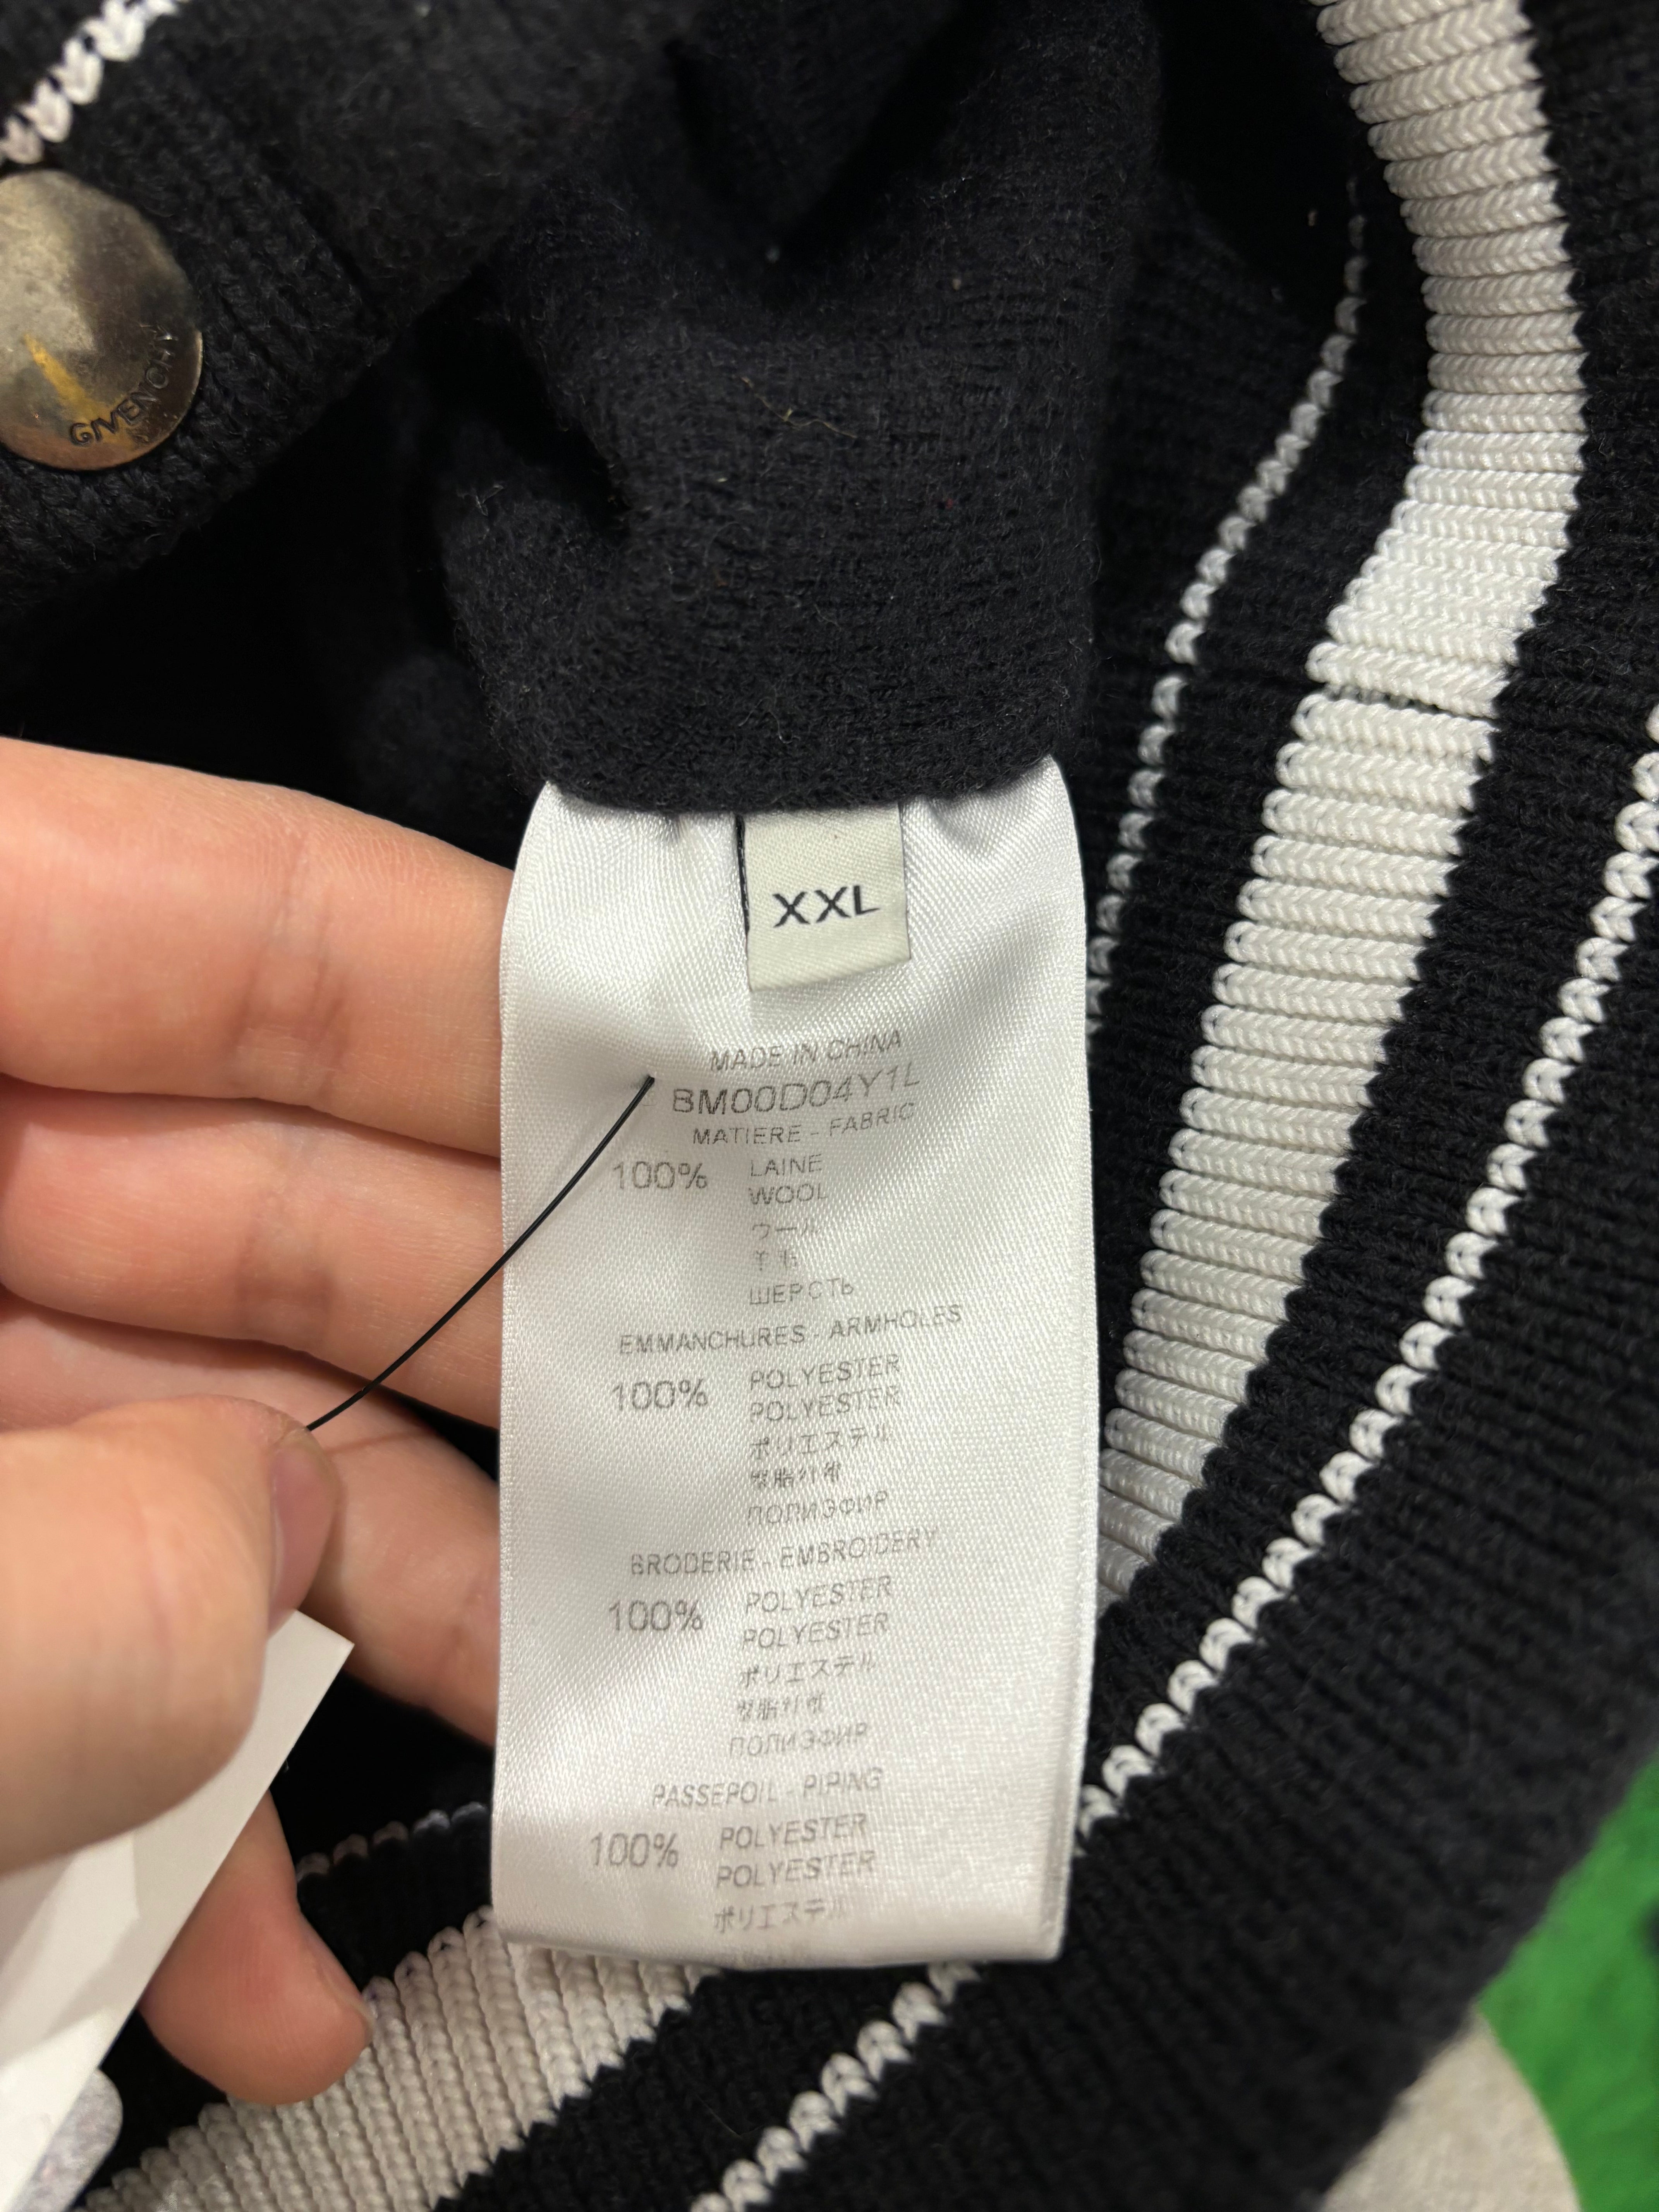 GIVENCHY
XXL
MADE IN CHINA
BM00D04Y1L
MATIERE - FABRIC
100% LAINE
WOOL
ウール
羊毛
ШЕРСТЬ
EMMANCHURES - ARMHOLES
100% POLYESTER
POLYESTER
ポリエステル
ПОЛИЭФИР
BRODERIE - EMBROIDERY
100% POLYESTER
POLYESTER
ポリエステル
ПОЛИЭФИР
PASSEPOIL - PIPING
100% POLYESTER
POLYESTER
ポリエステル